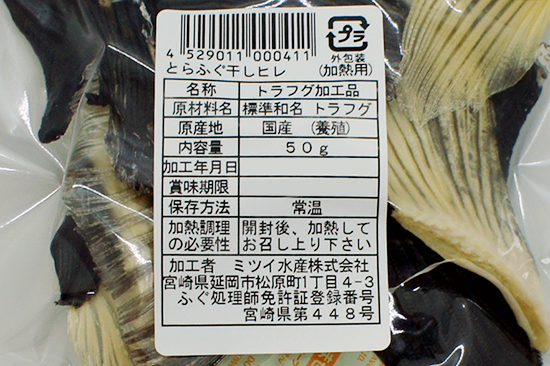 4 529011 000411
プラ
外包装
とらふぐ干しヒレ (加熱用)
名称 トラフグ加工品
原材料名 標準和名 トラフグ
原産地 国産 (養殖)
内容量 50g
加工年月日
賞味期限
保存方法 常温
加熱調理の必要性 開封後、加熱して
お召し上り下さい
加工者 ミツイ水産株式会社
宮崎県延岡市松原町1丁目4-3
ふぐ処理師免許証登録番号
宮崎県第448号